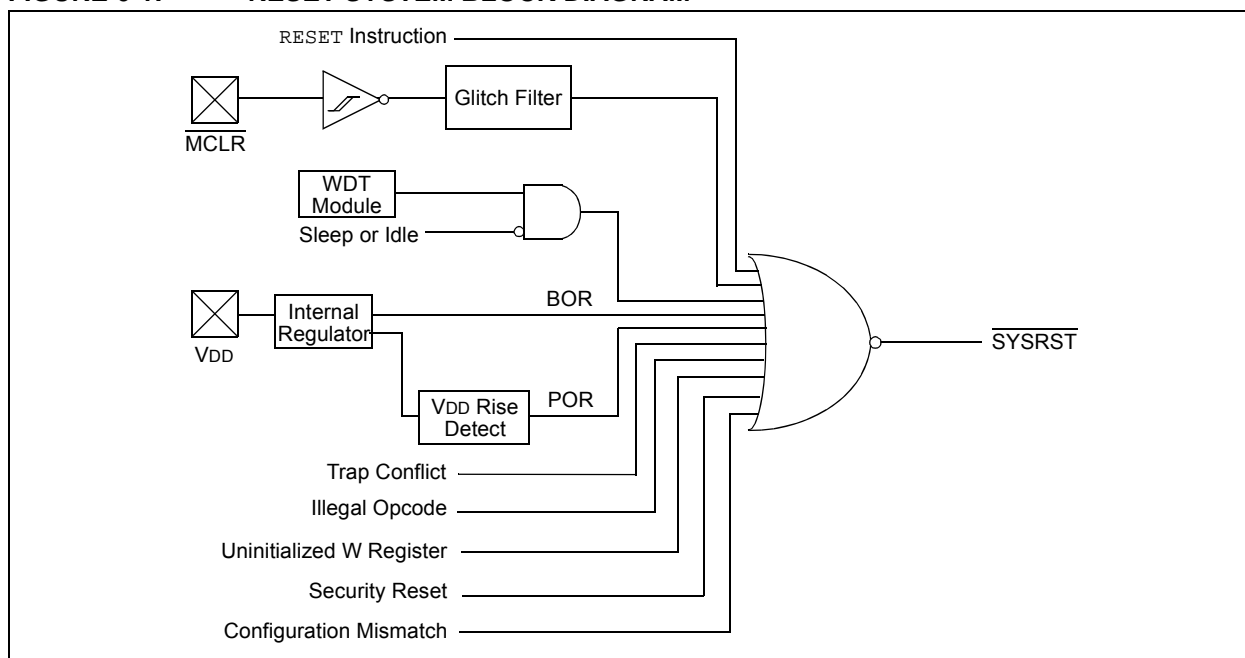 RESET Instruction
Glitch Filter
MCLR
WDT
Module
Sleep or Idle
BOR
Internal
Regulator
VDD
SYSRST
VDD Rise
Detect
POR
Trap Conflict
Illegal Opcode
Uninitialized W Register
Security Reset
Configuration Mismatch